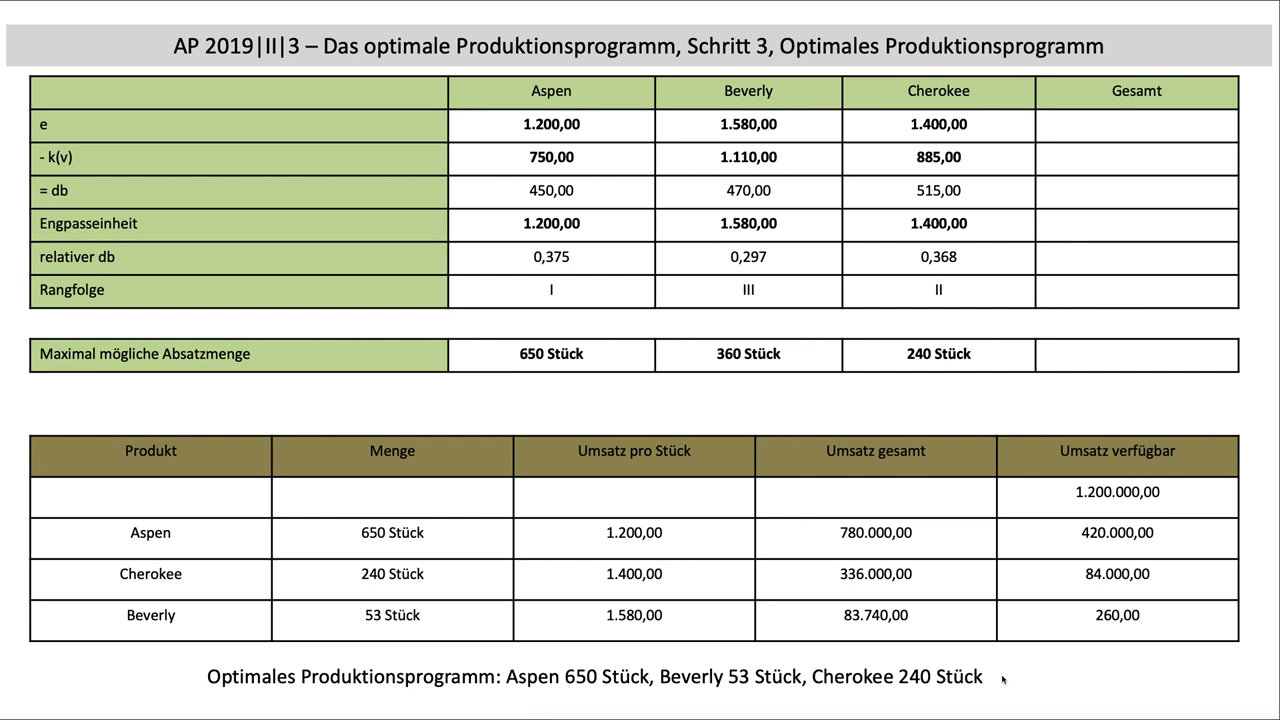 AP 2019|II|3 – Das optimale Produktionsprogramm, Schritt 3, Optimales Produktionsprogramm
Aspen Beverly Cherokee Gesamt
e 1.200,00 1.580,00 1.400,00
- k(v) 750,00 1.110,00 885,00
= db 450,00 470,00 515,00
Engpasseinheit 1.200,00 1.580,00 1.400,00
relativer db 0,375 0,297 0,368
Rangfolge I III II
Maximal mögliche Absatzmenge 650 Stück 360 Stück 240 Stück
Produkt Menge Umsatz pro Stück Umsatz gesamt Umsatz verfügbar
1.200.000,00
Aspen 650 Stück 1.200,00 780.000,00 420.000,00
Cherokee 240 Stück 1.400,00 336.000,00 84.000,00
Beverly 53 Stück 1.580,00 83.740,00 260,00
Optimales Produktionsprogramm: Aspen 650 Stück, Beverly 53 Stück, Cherokee 240 Stück